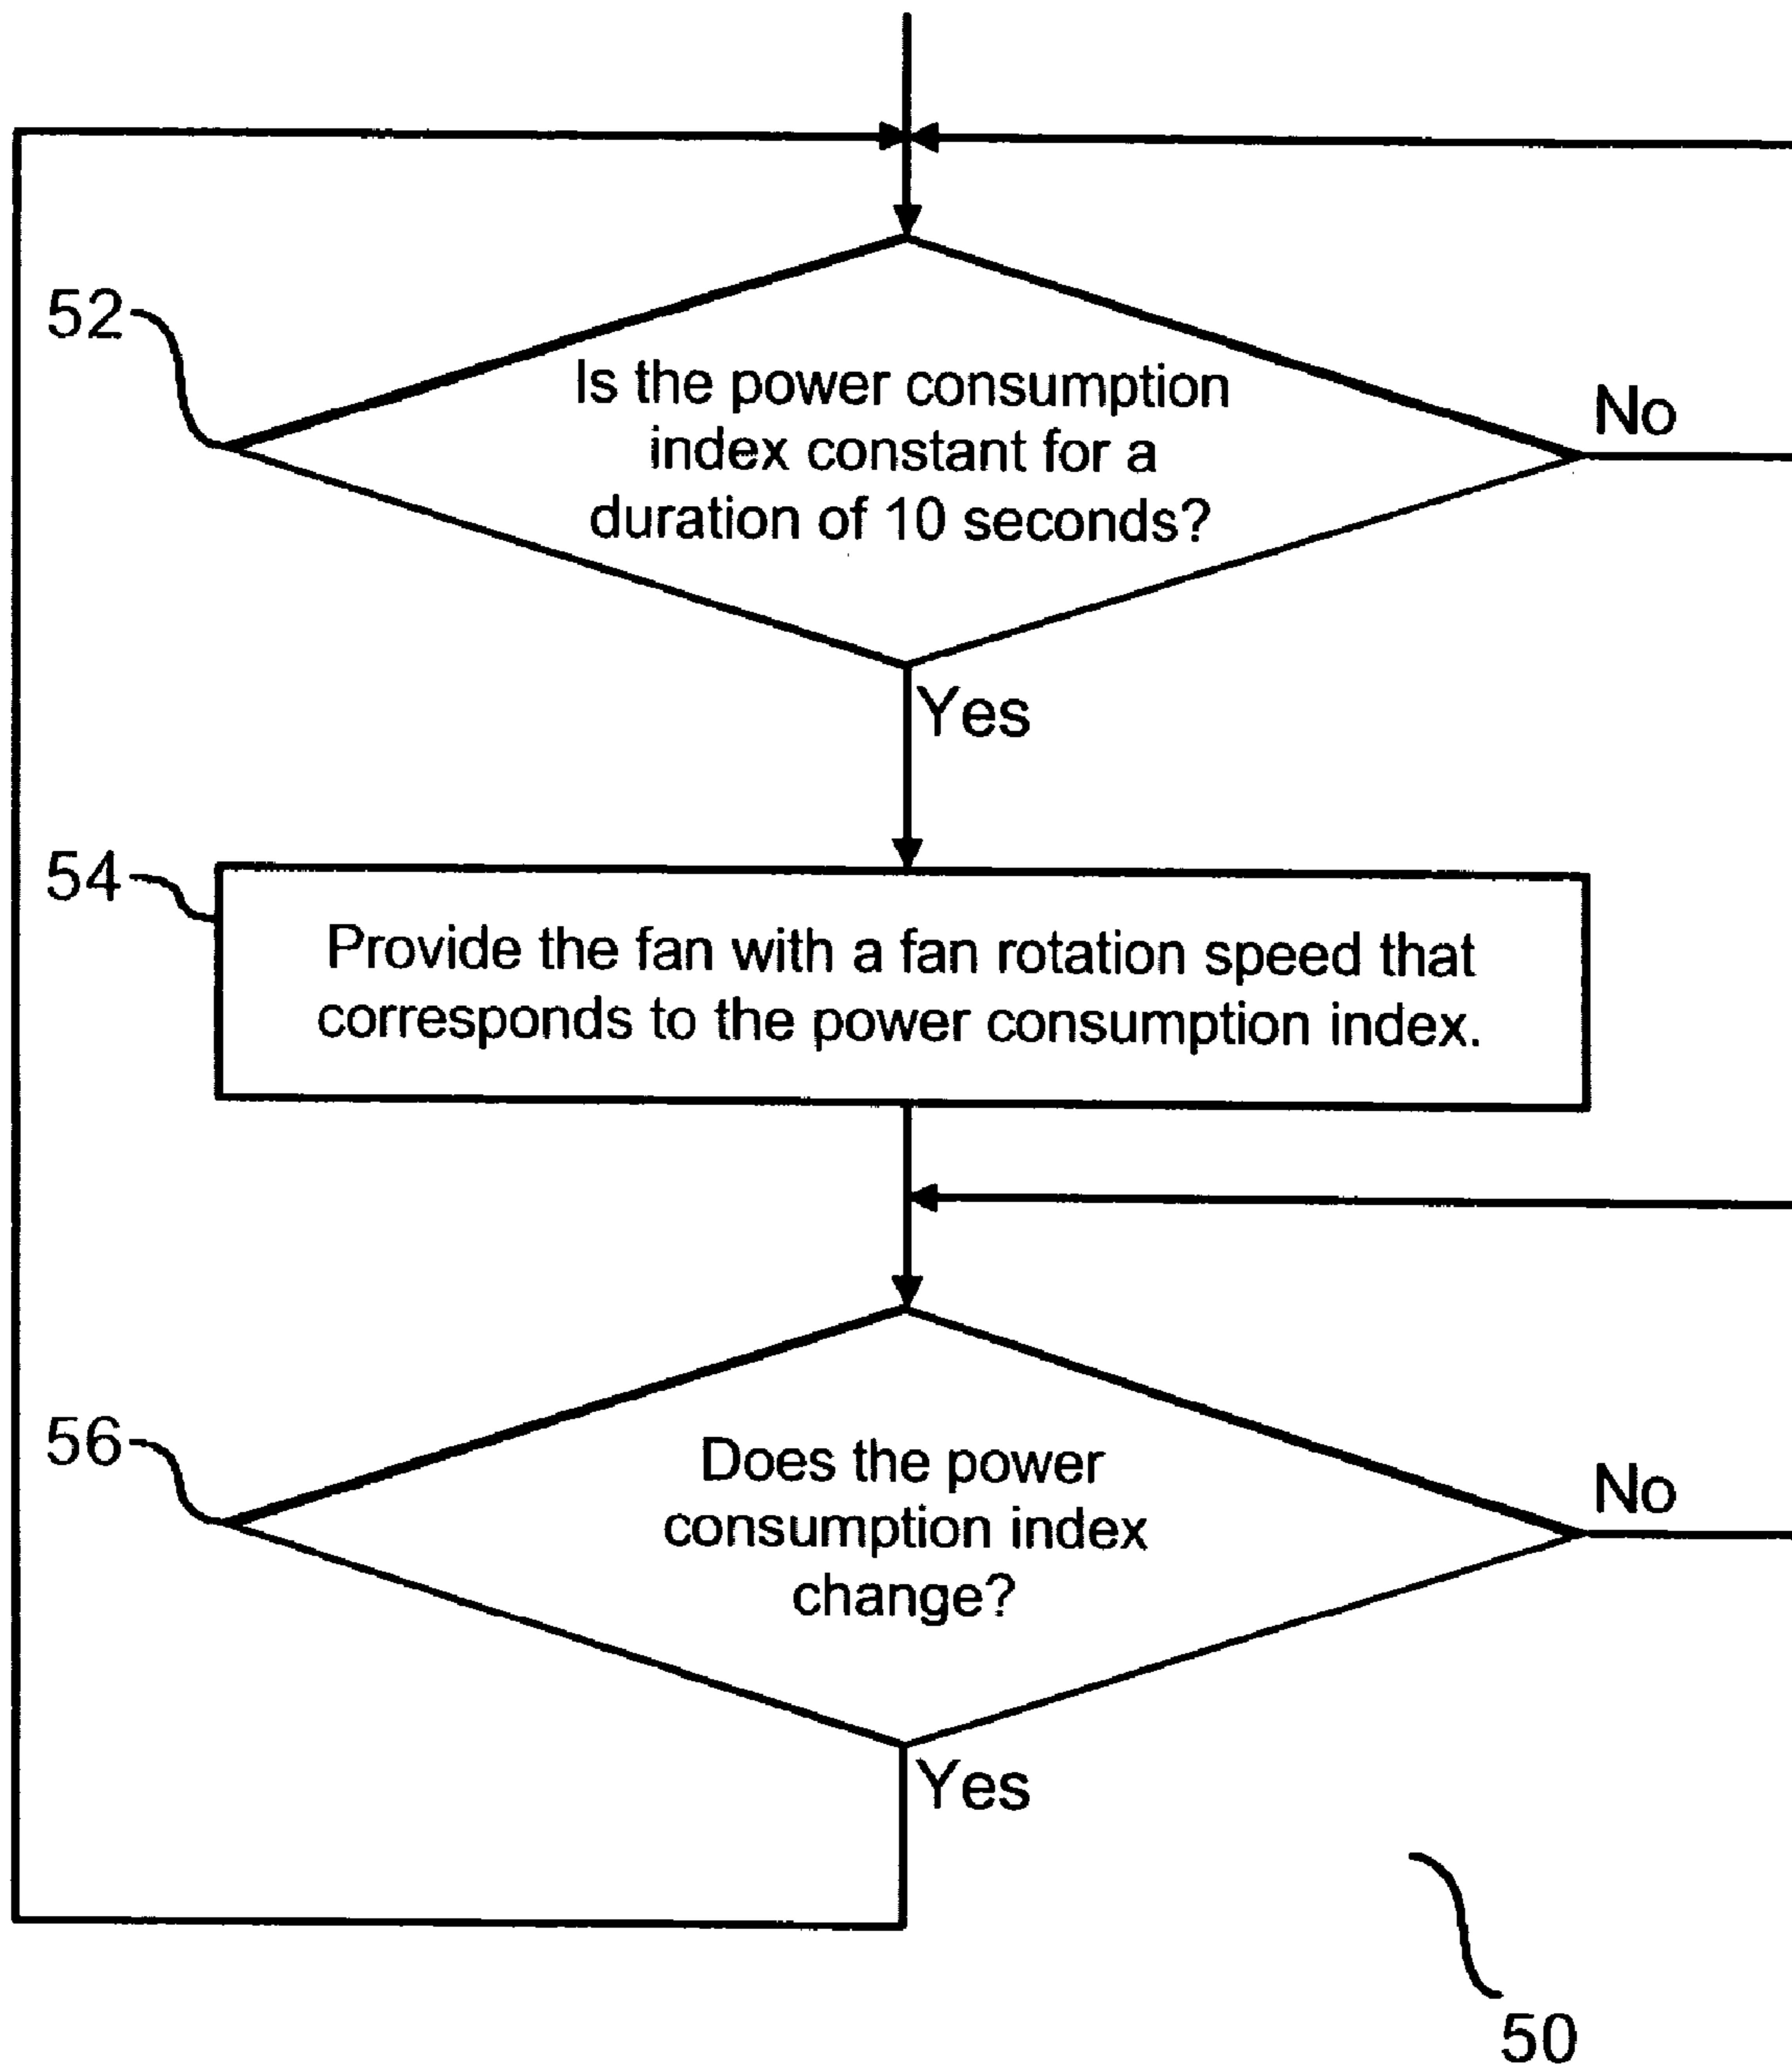 52
Is the power consumption
index constant for a
duration of 10 seconds?
No
Yes
54
Provide the fan with a fan rotation speed that
corresponds to the power consumption index.
56
Does the power
consumption index
change?
No
Yes
50